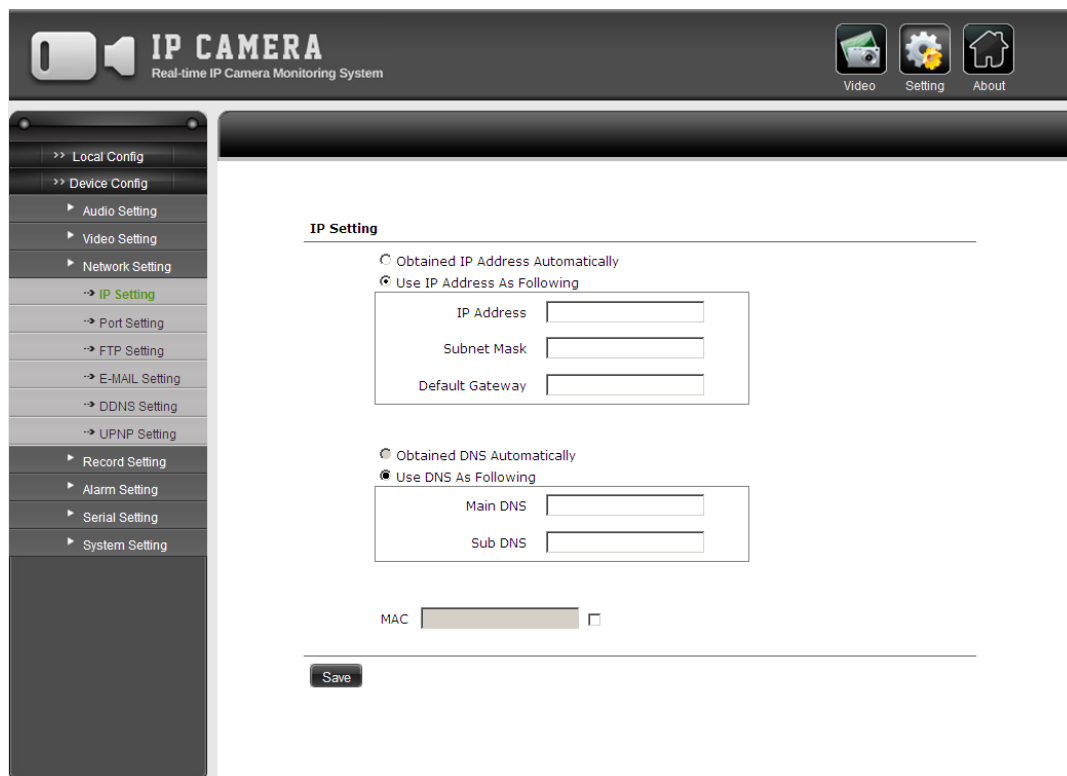 IP CAMERA
Real-time IP Camera Monitoring System
Video
Setting
About
>> Local Config
>> Device Config
Audio Setting
Video Setting
Network Setting
IP Setting
Port Setting
FTP Setting
E-MAIL Setting
DDNS Setting
UPNP Setting
Record Setting
Alarm Setting
Serial Setting
System Setting
IP Setting
Obtained IP Address Automatically
Use IP Address As Following
IP Address
Subnet Mask
Default Gateway
Obtained DNS Automatically
Use DNS As Following
Main DNS
Sub DNS
MAC
Save